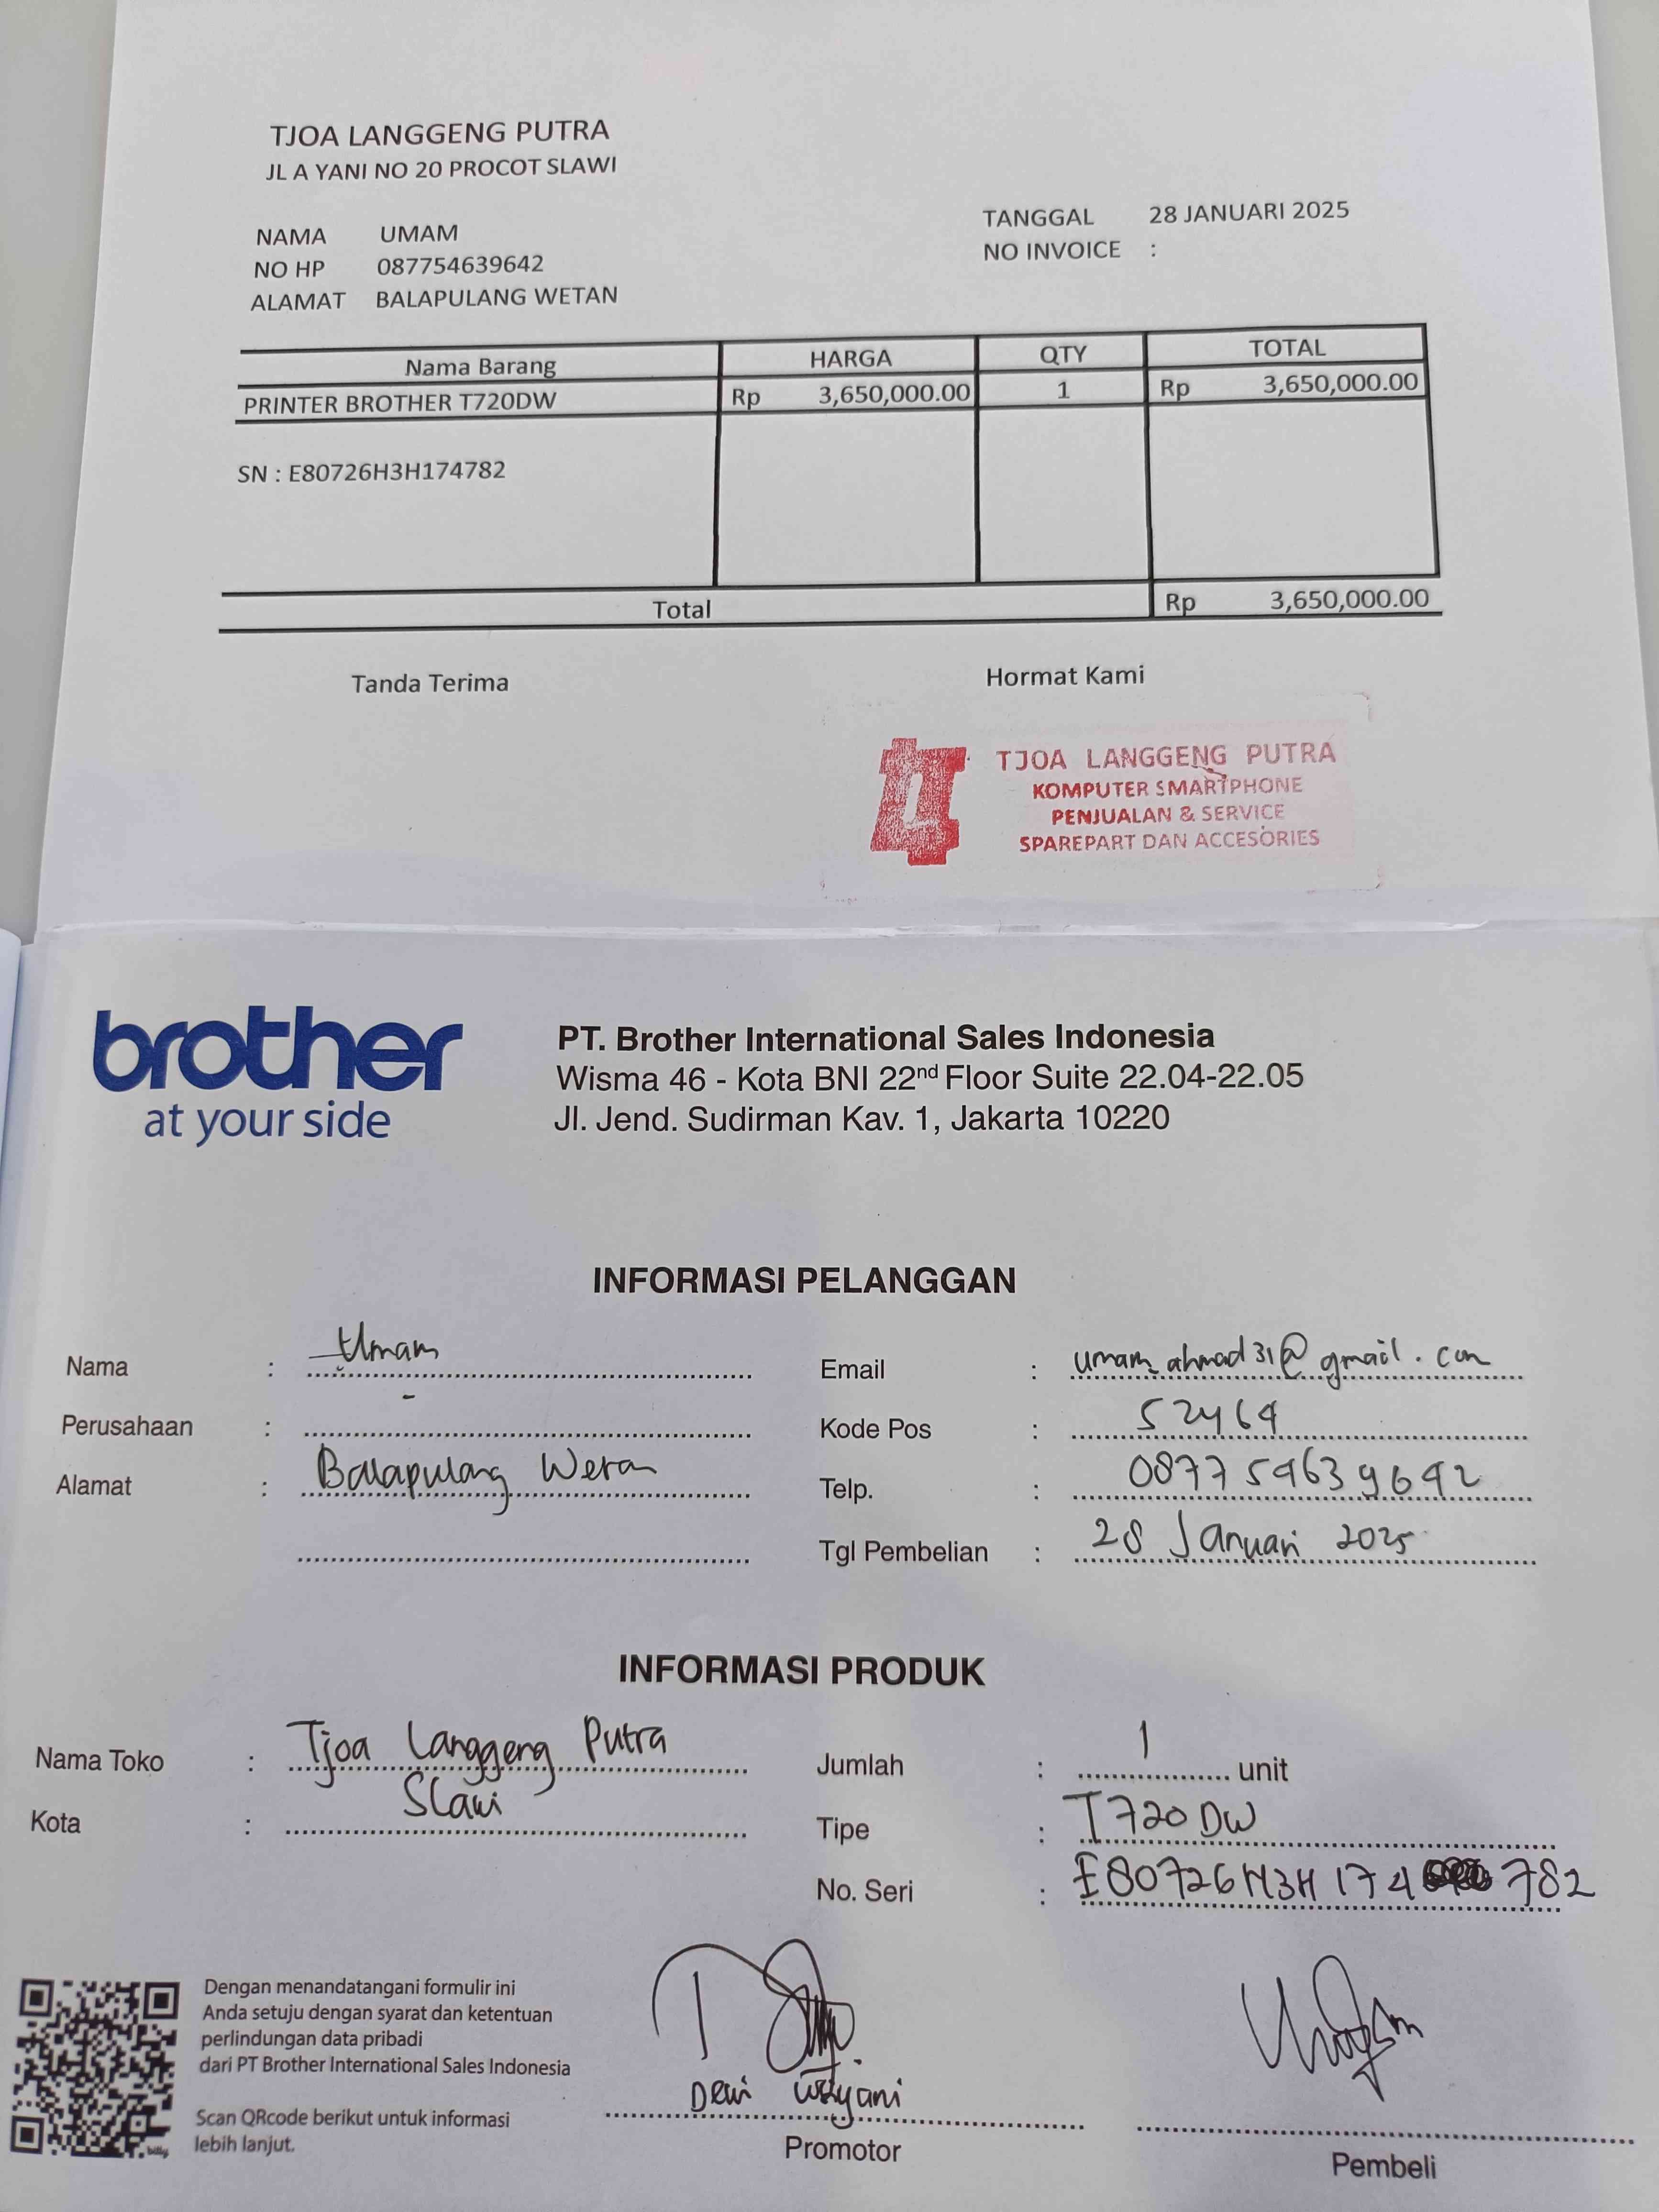 TJOA LANGGENG PUTRA
JL A YANI NO 20 PROCOT SLAWI
NAMA UMAM
NO HP 087754639642
ALAMAT BALAPULANG WETAN
TANGGAL 28 JANUARI 2025
NO INVOICE :
Nama Barang HARGA QTY TOTAL
PRINTER BROTHER T720DW Rp 3,650,000.00 1 Rp 3,650,000.00
SN : E80726H3H174782
Total Rp 3,650,000.00
Tanda Terima Hormat Kami
TJOA LANGGENG PUTRA
KOMPUTER SMARTPHONE
PENJUALAN & SERVICE
SPAREPART DAN ACCESORIES
brother
at your side
PT. Brother International Sales Indonesia
Wisma 46 - Kota BNI 22nd Floor Suite 22.04-22.05
Jl. Jend. Sudirman Kav. 1, Jakarta 10220
INFORMASI PELANGGAN
Nama : Umam
Perusahaan : -
Alamat : Balapulang Wetan
Email : umam_ahmad31@gmail.com
Kode Pos : 52464
Telp. : 087754639642
Tgl Pembelian : 28 Januari 2025
INFORMASI PRODUK
Nama Toko : Tjoa Langgeng Putra
Kota : Slawi
Jumlah : 1 unit
Tipe : T720DW
No. Seri : E80726H3H174 782
Dengan menandatangani formulir ini
Anda setuju dengan syarat dan ketentuan
perlindungan data pribadi
dari PT Brother International Sales Indonesia
Scan QRcode berikut untuk informasi
lebih lanjut.
Dewi
Promotor
Pembeli